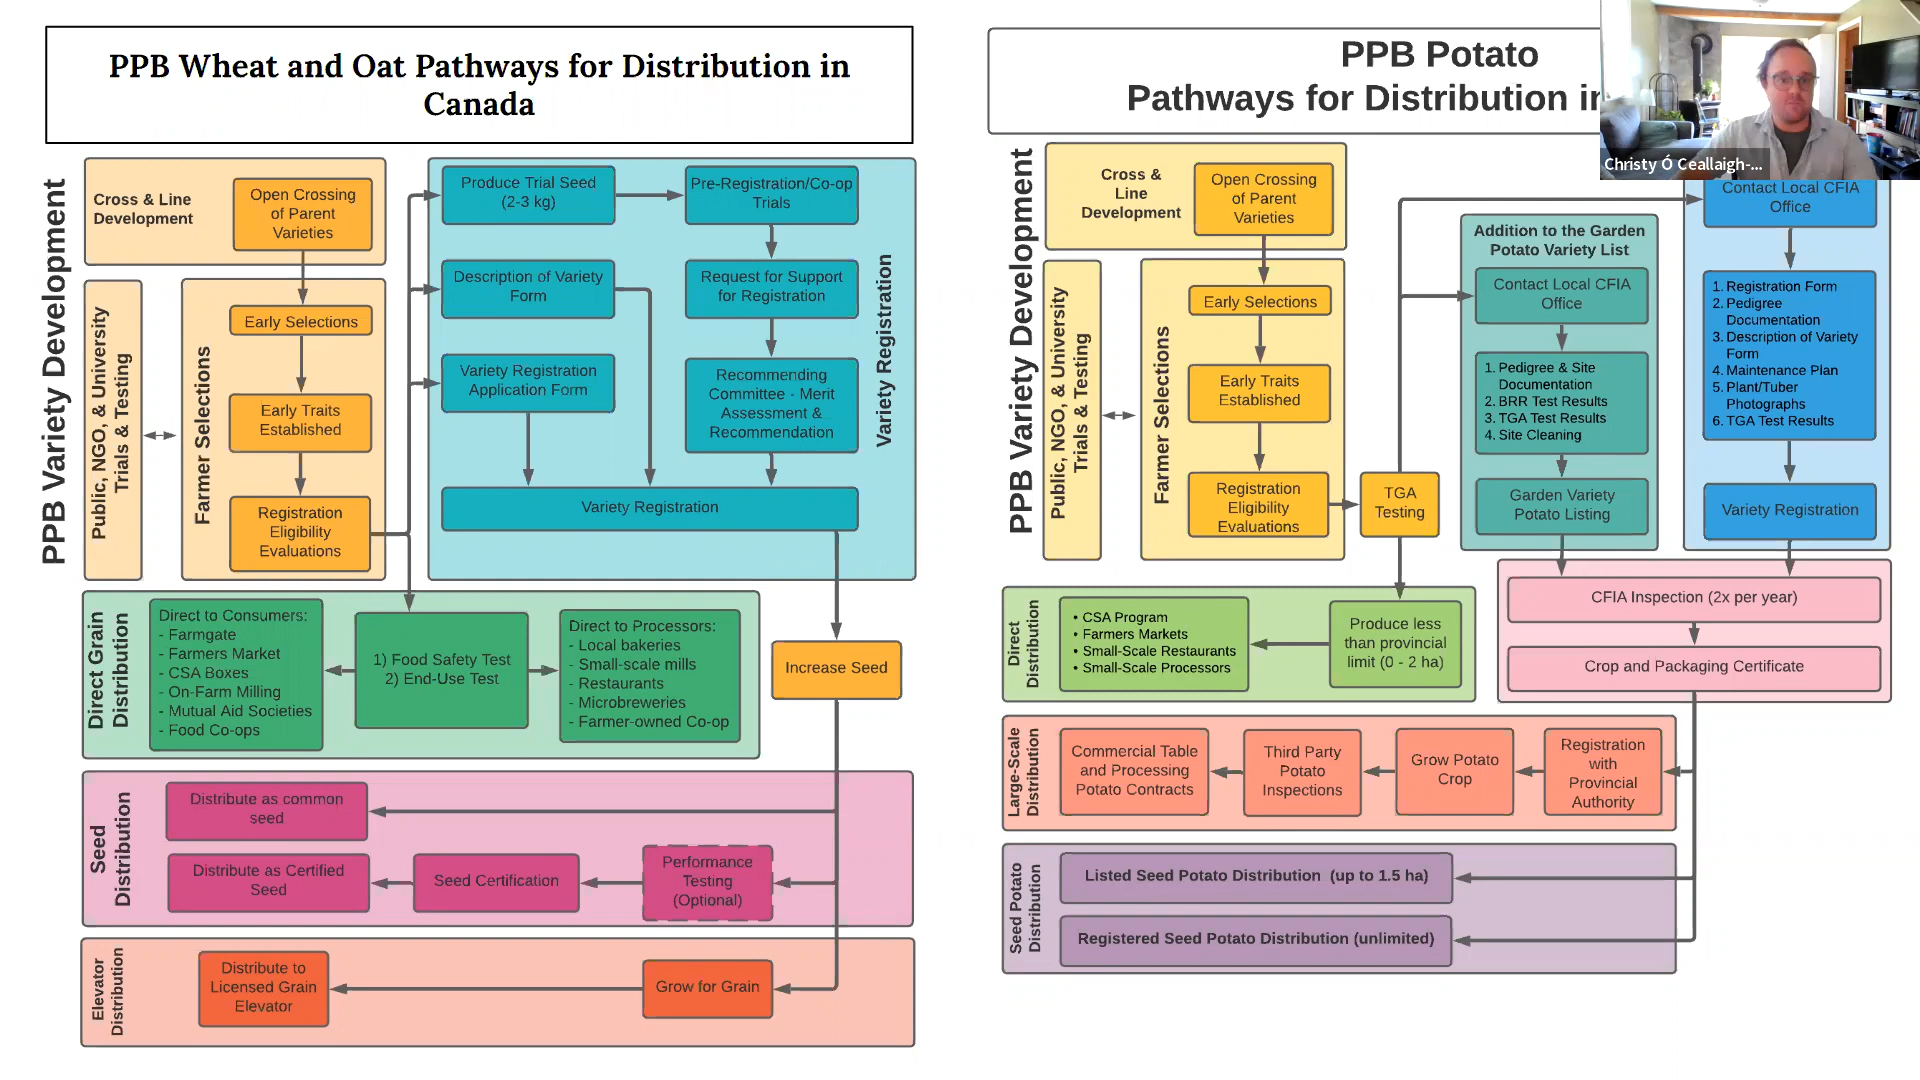 PPB Wheat and Oat Pathways for Distribution in
Canada
PPB Variety Development
Cross & Line
Development
Open Crossing
of Parent
Varieties
Public, NGO, & University
Trials & Testing
Farmer Selections
Early Selections
Early Traits
Established
Registration
Eligibility
Evaluations
Produce Trial Seed
(2-3 kg)
Pre-Registration/Co-op
Trials
Description of Variety
Form
Request for Support
for Registration
Variety Registration
Application Form
Recommending
Committee - Merit
Assessment &
Recommendation
Variety Registration
Variety Registration
Direct Grain
Distribution
Direct to Consumers:
- Farmgate
- Farmers Market
- CSA Boxes
- On-Farm Milling
- Mutual Aid Societies
- Food Co-ops
1) Food Safety Test
2) End-Use Test
Direct to Processors:
- Local bakeries
- Small-scale mills
- Restaurants
- Microbreweries
- Farmer-owned Co-op
Increase Seed
Seed
Distribution
Distribute as common
seed
Distribute as Certified
Seed
Seed Certification
Performance
Testing
(Optional)
Elevator
Distribution
Distribute to
Licensed Grain
Elevator
Grow for Grain
PPB Potato
Pathways for Distribution in
Christy Ó Ceallaigh-...
PPB Variety Development
Cross &
Line
Development
Open Crossing
of Parent
Varieties
Public, NGO, & University
Trials & Testing
Farmer Selections
Early Selections
Early Traits
Established
Registration
Eligibility
Evaluations
TGA
Testing
Addition to the Garden
Potato Variety List
Contact Local CFIA
Office
1. Pedigree & Site
Documentation
2. BRR Test Results
3. TGA Test Results
4. Site Cleaning
Garden Variety
Potato Listing
Contact Local CFIA
Office
1. Registration Form
2. Pedigree
Documentation
3. Description of Variety
Form
4. Maintenance Plan
5. Plant/Tuber
Photographs
6. TGA Test Results
Variety Registration
Direct
Distribution
• CSA Program
• Farmers Markets
• Small-Scale Restaurants
• Small-Scale Processors
Produce less
than provincial
limit (0 - 2 ha)
CFIA Inspection (2x per year)
Crop and Packaging Certificate
Large-Scale
Distribution
Commercial Table
and Processing
Potato Contracts
Third Party
Potato
Inspections
Grow Potato
Crop
Registration
with
Provincial
Authority
Seed Potato
Distribution
Listed Seed Potato Distribution (up to 1.5 ha)
Registered Seed Potato Distribution (unlimited)